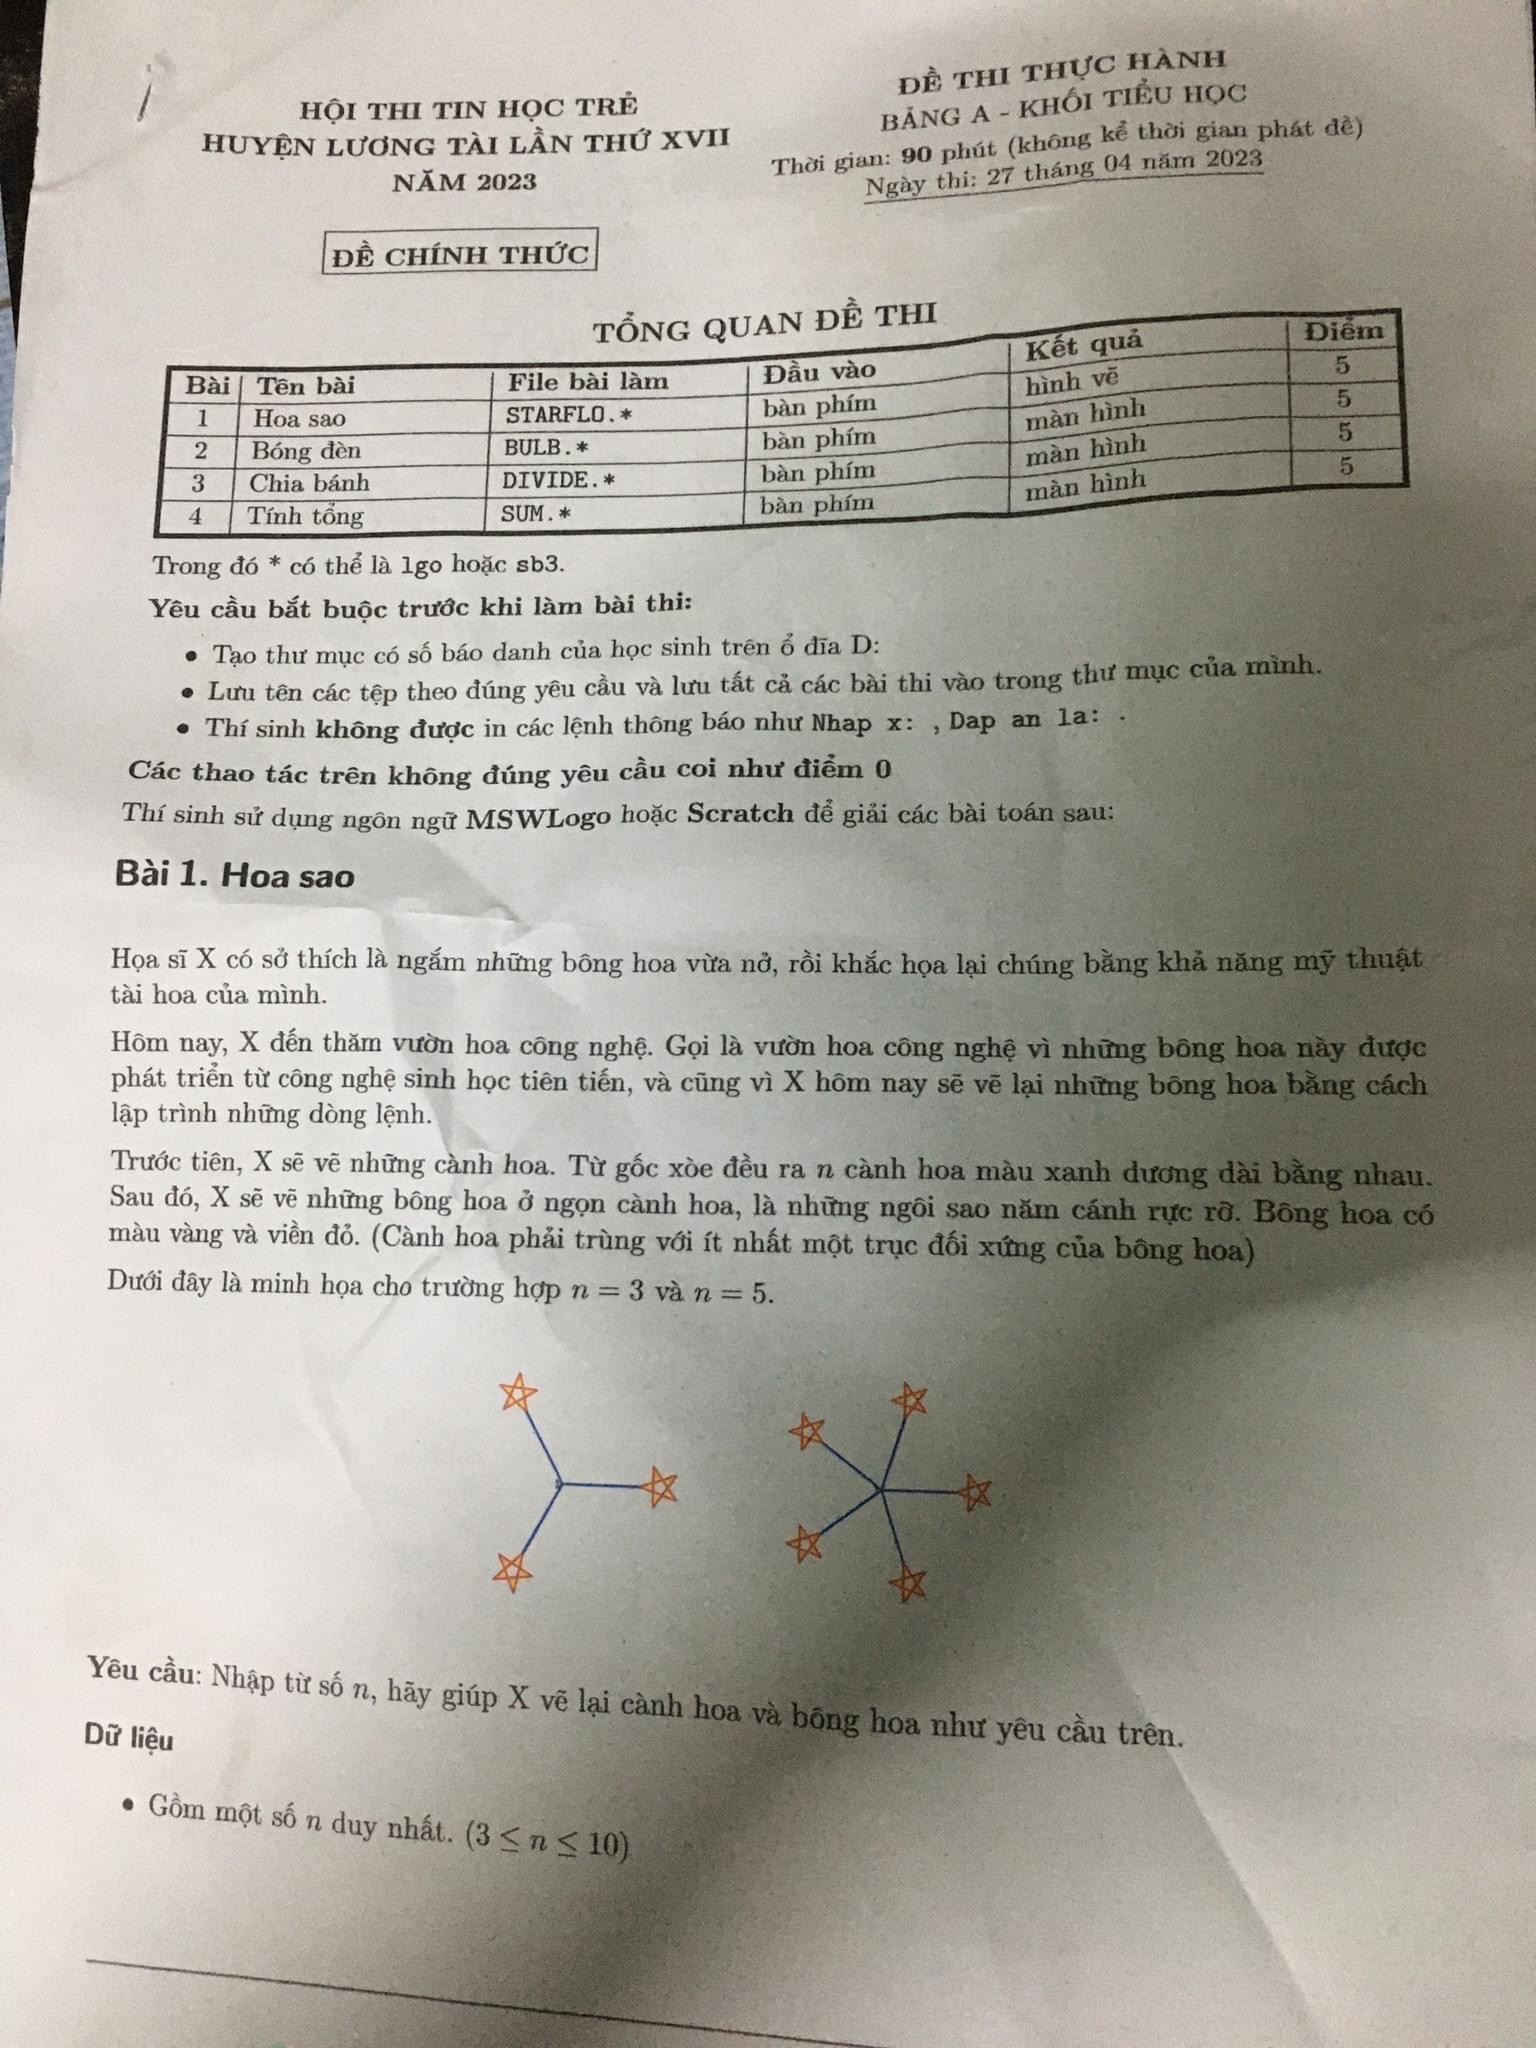 HỘI THI TIN HỌC TRẺ
HUYỆN LƯƠNG TÀI LẦN THỨ XVII
NĂM 2023
ĐỀ CHÍNH THỨC
ĐỀ THI THỰC HÀNH
BẢNG A - KHỐI TIỂU HỌC
Thời gian: 90 phút (không kể thời gian phát đề)
Ngày thi: 27 tháng 04 năm 2023
TỔNG QUAN ĐỀ THI
Bài Tên bài File bài làm Đầu vào Kết quả Điểm
1 Hoa sao STARFLO.* bàn phím hình vẽ 5
2 Bóng đèn BULB.* bàn phím màn hình 5
3 Chia bánh DIVIDE.* bàn phím màn hình 5
4 Tính tổng SUM.* bàn phím màn hình 5
Trong đó * có thể là lgo hoặc sb3.
Yêu cầu bắt buộc trước khi làm bài thi:
• Tạo thư mục có số báo danh của học sinh trên ổ đĩa D:
• Lưu tên các tệp theo đúng yêu cầu và lưu tất cả các bài thi vào trong thư mục của mình.
• Thí sinh không được in các lệnh thông báo như Nhap x: , Dap an la: .
Các thao tác trên không đúng yêu cầu coi như điểm 0
Thí sinh sử dụng ngôn ngữ MSWLogo hoặc Scratch để giải các bài toán sau:
Bài 1. Hoa sao
Họa sĩ X có sở thích là ngắm những bông hoa vừa nở, rồi khắc họa lại chúng bằng khả năng mỹ thuật
tài hoa của mình.
Hôm nay, X đến thăm vườn hoa công nghệ. Gọi là vườn hoa công nghệ vì những bông hoa này được
phát triển từ công nghệ sinh học tiên tiến, và cũng vì X hôm nay sẽ vẽ lại những bông hoa bằng cách
lập trình những dòng lệnh.
Trước tiên, X sẽ vẽ những cành hoa. Từ gốc xòe đều ra n cành hoa màu xanh dương dài bằng nhau.
Sau đó, X sẽ vẽ những bông hoa ở ngọn cành hoa, là những ngôi sao năm cánh rực rỡ. Bông hoa có
màu vàng và viền đỏ. (Cành hoa phải trùng với ít nhất một trục đối xứng của bông hoa)
Dưới đây là minh họa cho trường hợp n = 3 và n = 5.
Yêu cầu: Nhập từ số n, hãy giúp X vẽ lại cành hoa và bông hoa như yêu cầu trên.
Dữ liệu
• Gồm một số n duy nhất. (3 ≤ n ≤ 10)